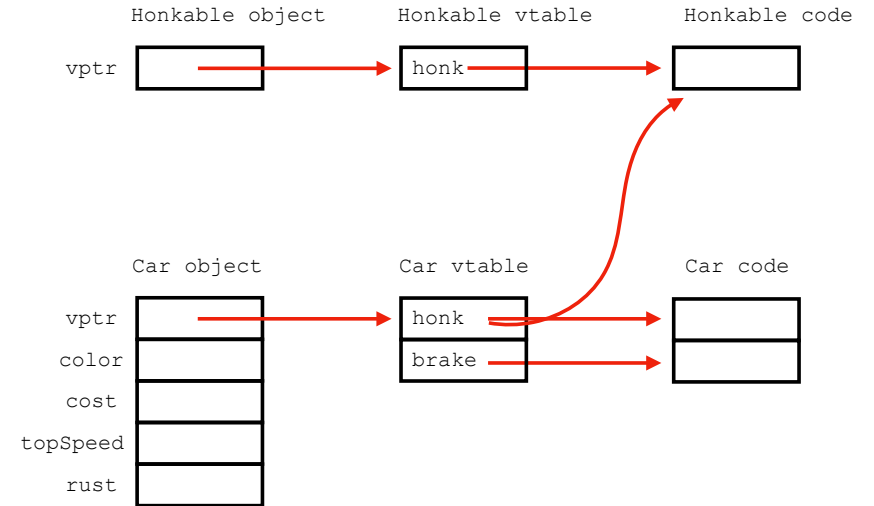 Honkable object Honkable vtable Honkable code
vptr honk
Car object Car vtable Car code
vptr honk
color brake
cost
topSpeed
rust